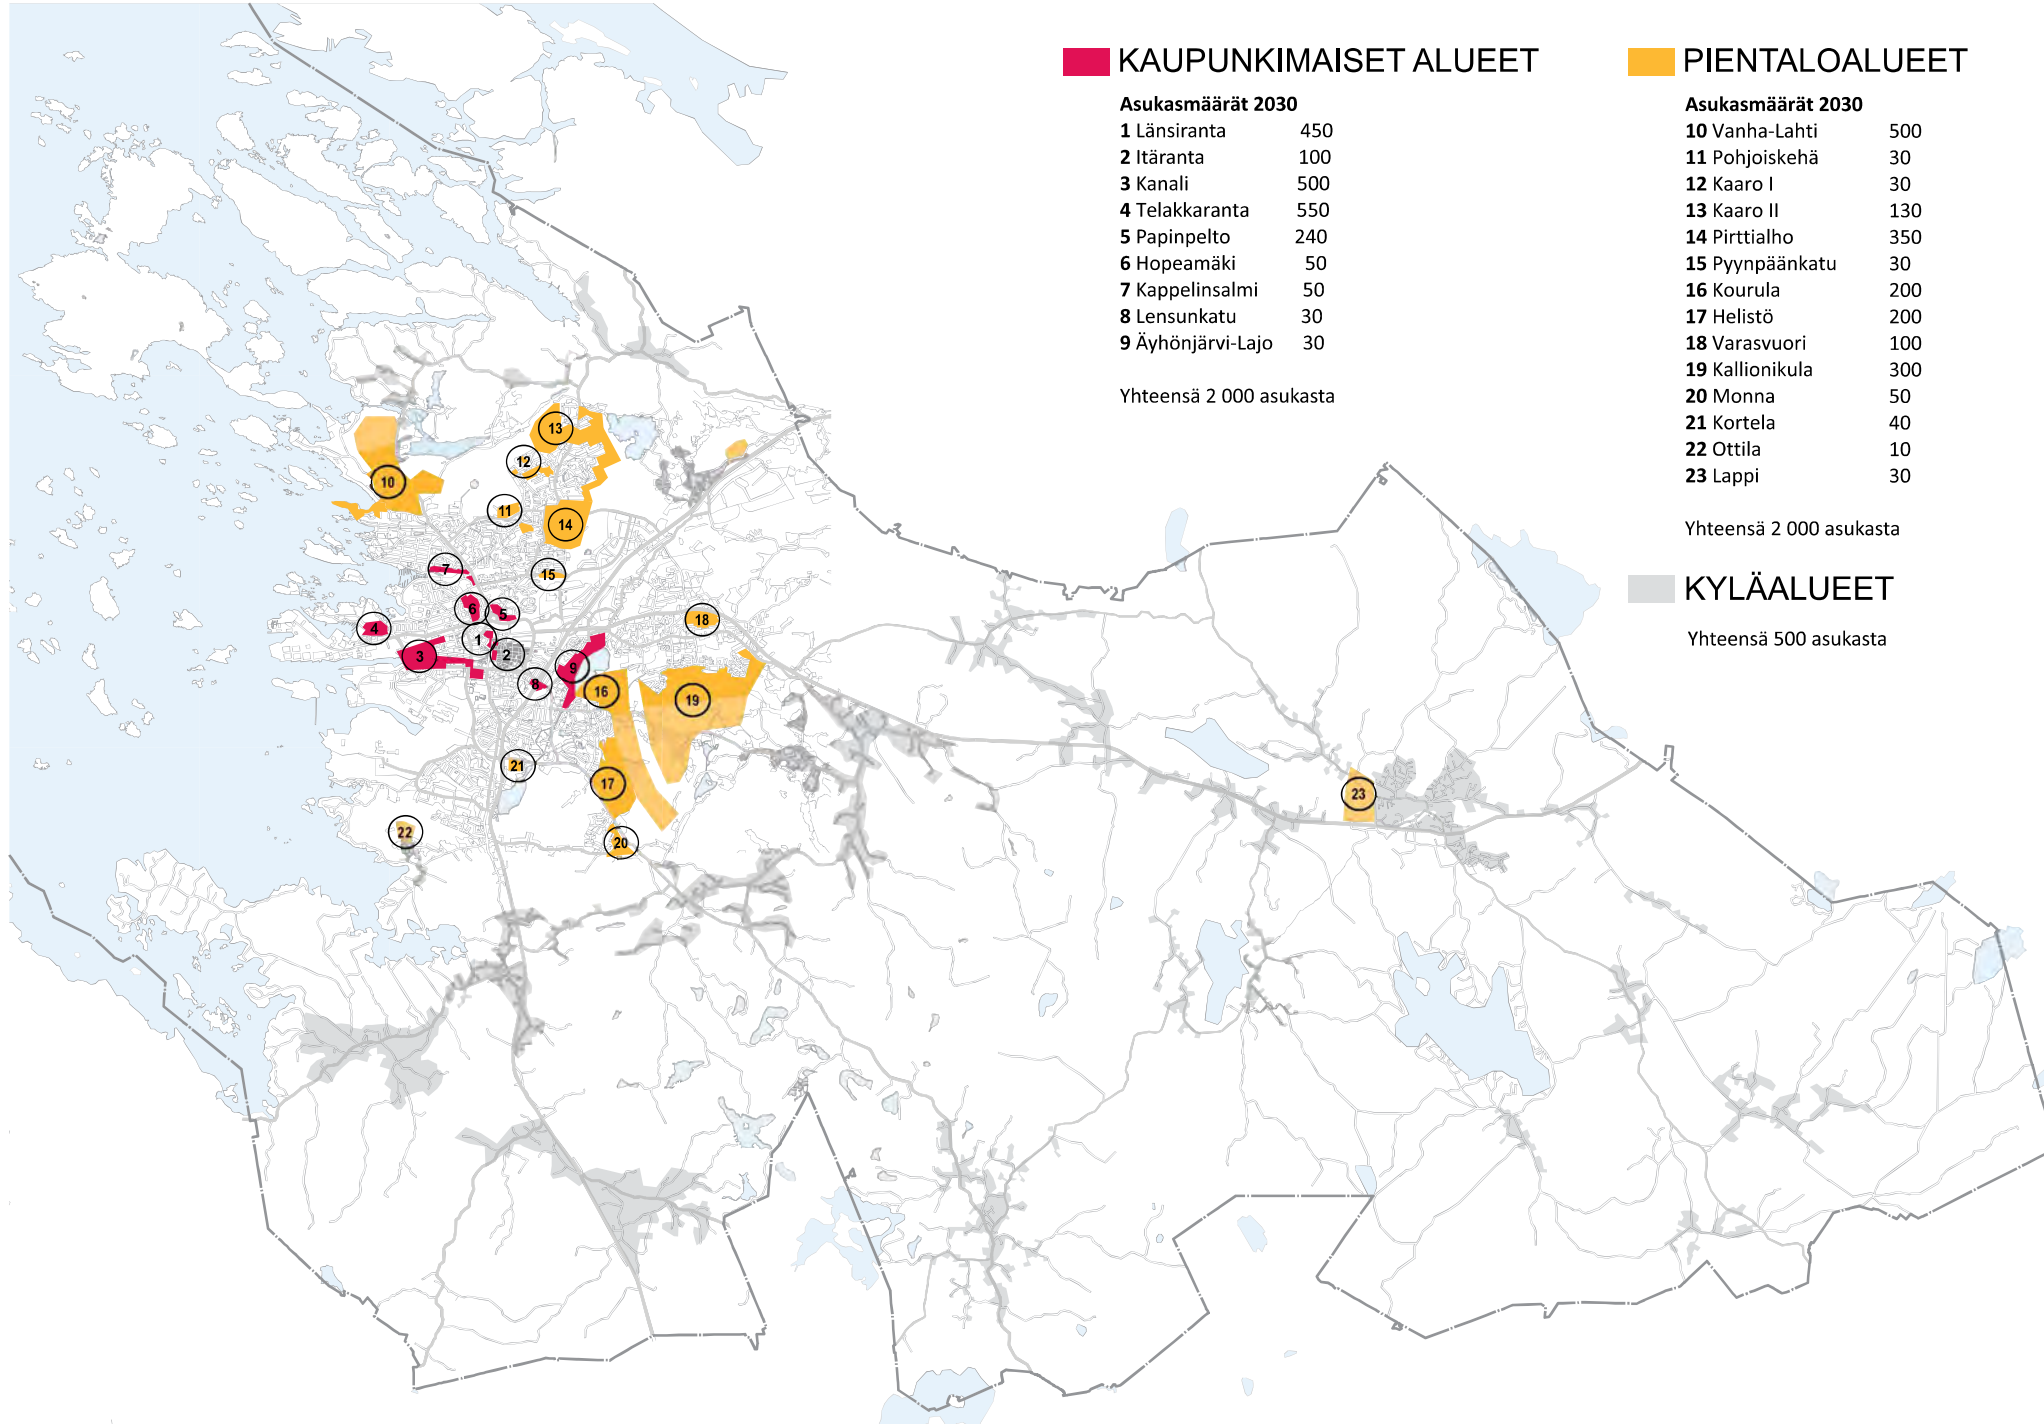 KAUPUNKIMAISET ALUEET
Asukasmäärät 2030
1 Länsiranta 450
2 Itäranta 100
3 Kanali 500
4 Telakkaranta 550
5 Papinpelto 240
6 Hopeamäki 50
7 Kappelinsalmi 50
8 Lensunkatu 30
9 Äyhönjärvi-Lajo 30
Yhteensä 2 000 asukasta
PIENTALOALUEET
Asukasmäärät 2030
10 Vanha-Lahti 500
11 Pohjoiskehä 30
12 Kaaro I 30
13 Kaaro II 130
14 Pirttialho 350
15 Pyynpäänkatu 30
16 Kourula 200
17 Helistö 200
18 Varasvuori 100
19 Kallionikula 300
20 Monna 50
21 Kortela 40
22 Ottila 10
23 Lappi 30
Yhteensä 2 000 asukasta
KYLÄALUEET
Yhteensä 500 asukasta
13
12
10
11
14
7
15
6
5
18
4
1
3
2
9
8
16
19
21
17
23
22
20